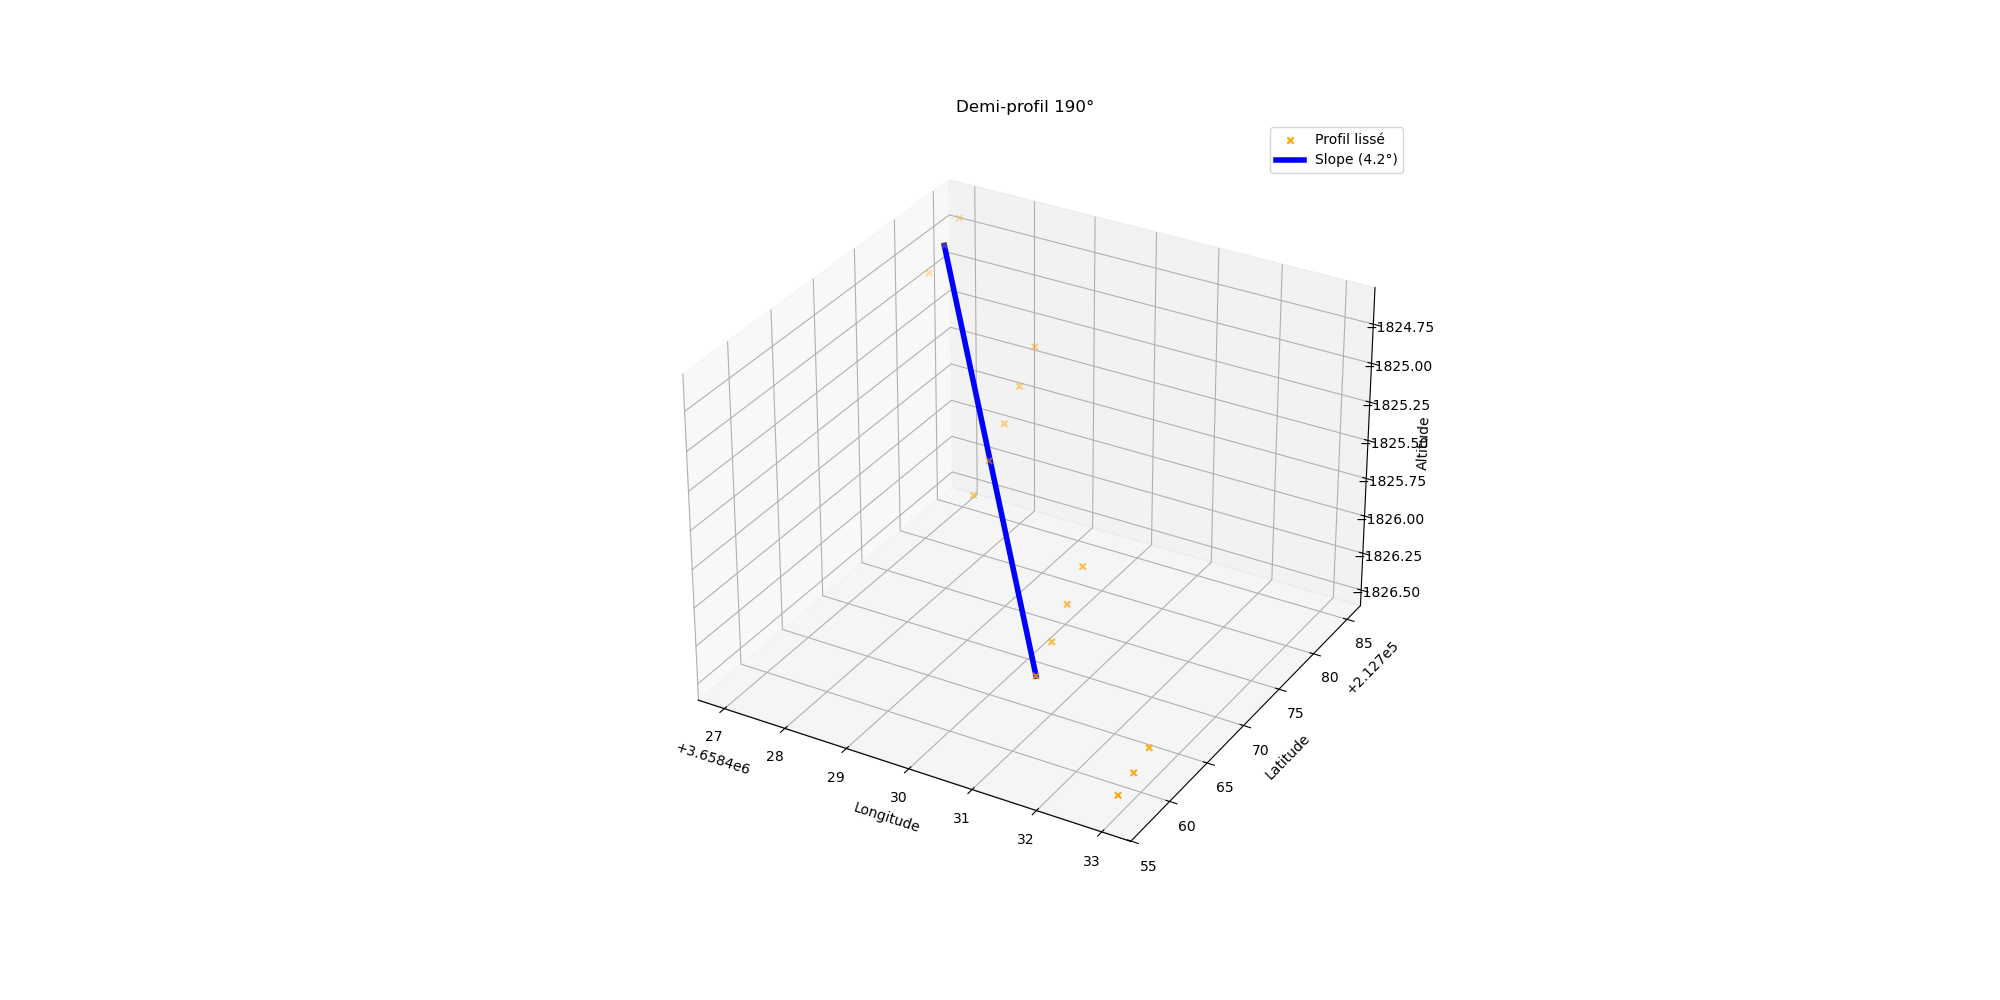 Demi-profil 190°
Profil lissé
Slope (4.2°)
−1824.75
−1825.00
−1825.25
−1825.50
−1825.75
−1826.00
−1826.25
−1826.50
Altitude
85
80
75
70
65
60
55
+2.127e5
Latitude
27
28
29
30
31
32
33
+3.6584e6
Longitude